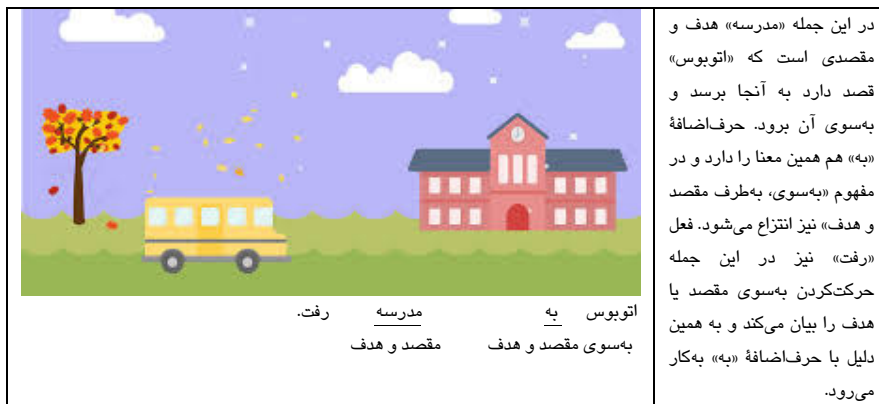 در این جمله «مدرسه» هدف و
مقصدی است که «اتوبوس»
قصد دارد به آنجا برسد و
به‌سوی آن برود. حرف‌اضافهٔ
«به» هم همین معنا را دارد و در
مفهوم «به‌سوی، به‌طرف مقصد
و هدف» نیز انتزاع می‌شود. فعل
«رفت» نیز در این جمله
حرکت‌کردن به‌سوی مقصد یا
هدف را بیان می‌کند و به همین
دلیل با حرف‌اضافهٔ «به» به‌کار
می‌رود.
اتوبوس به مدرسه رفت.
به‌سوی مقصد و هدف مقصد و هدف